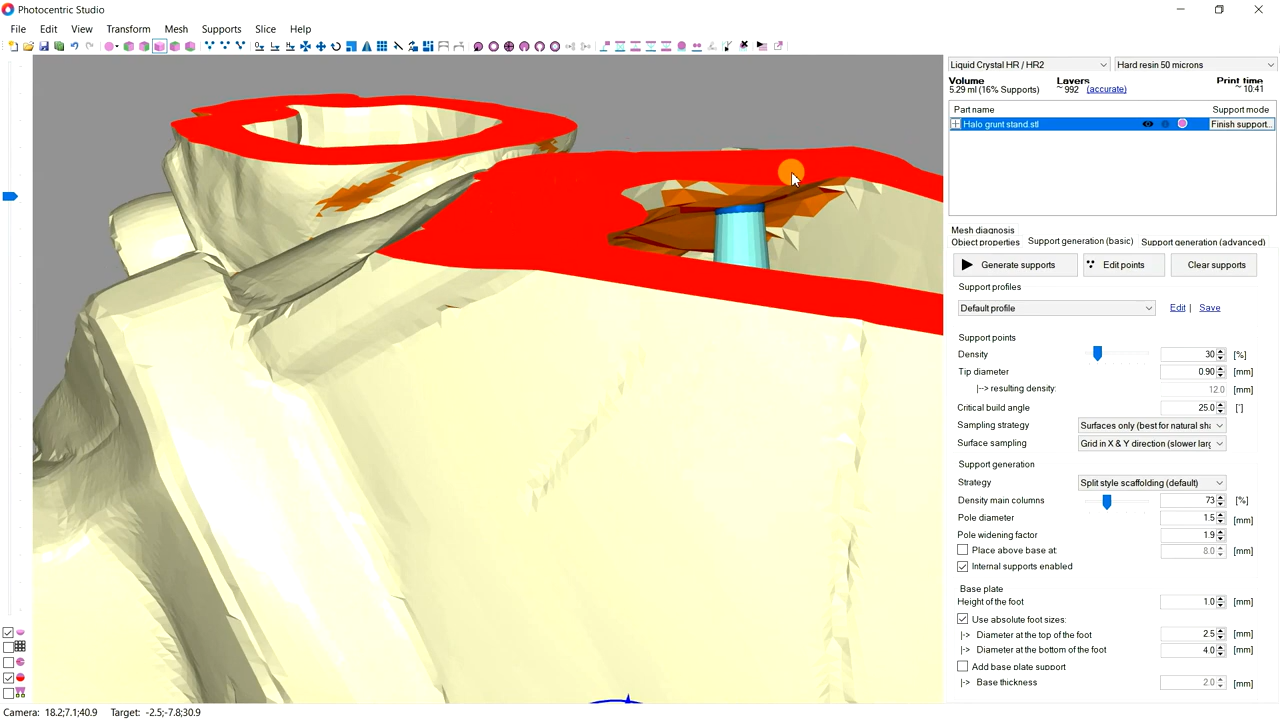 Photocentric Studio
File Edit View Transform Mesh Supports Slice Help
Liquid Crystal HR / HR2 Hard resin 50 microns
Volume Layers Print time
5.29 ml (16% Supports) ~ 992 (accurate) ~ 10:41
Part name Support mode
Halo grunt stand.stl Finish support..
Mesh diagnosis
Object properties Support generation (basic) Support generation (advanced)
Generate supports Edit points Clear supports
Support profiles
Default profile Edit | Save
Support points
Density 30 [%]
Tip diameter 0.90 [mm]
|--> resulting density: 12.0 [mm]
Critical build angle 25.0 [°]
Sampling strategy Surfaces only (best for natural sha
Surface sampling Grid in X & Y direction (slower larg
Support generation
Strategy Split style scaffolding (default)
Density main columns 73 [%]
Pole diameter 1.5 [mm]
Pole widening factor 1.9 [mm]
Place above base at: 8.0 [mm]
Internal supports enabled
Base plate
Height of the foot 1.0 [mm]
Use absolute foot sizes:
|-> Diameter at the top of the foot 2.5 [mm]
|-> Diameter at the bottom of the foot 4.0 [mm]
Add base plate support
|-> Base thickness 2.0 [mm]
Camera: 18.2;7.1;40.9 Target: -2.5;-7.8;30.9